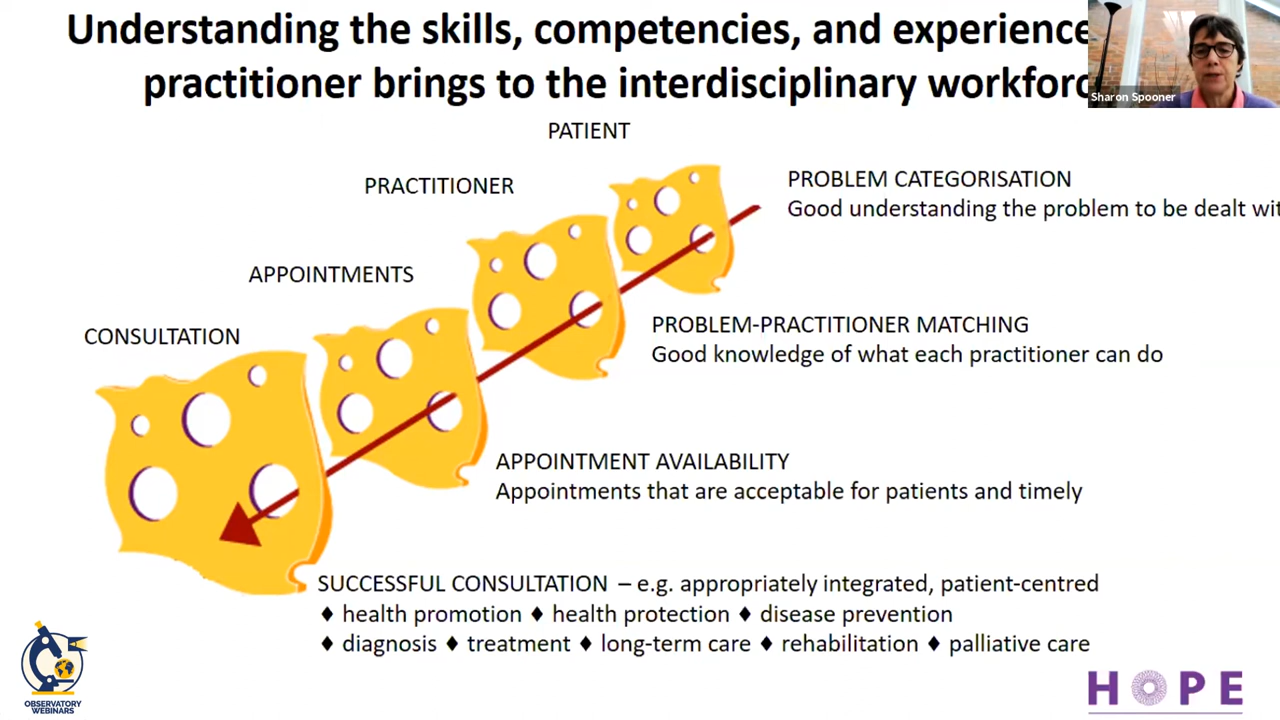 Understanding the skills, competencies, and experience
practitioner brings to the interdisciplinary
Sharon Spooner
PATIENT
PRACTITIONER
PROBLEM CATEGORISATION
Good understanding the problem to be dealt
APPOINTMENTS
CONSULTATION
PROBLEM-PRACTITIONER MATCHING
Good knowledge of what each practitioner can do
APPOINTMENT AVAILABILITY
Appointments that are acceptable for patients and timely
SUCCESSFUL CONSULTATION – e.g. appropriately integrated, patient-centred
♦ health promotion ♦ health protection ♦ disease prevention
♦ diagnosis ♦ treatment ♦ long-term care ♦ rehabilitation ♦ palliative care
OBSERVATORY
WEBINARS
HOPE